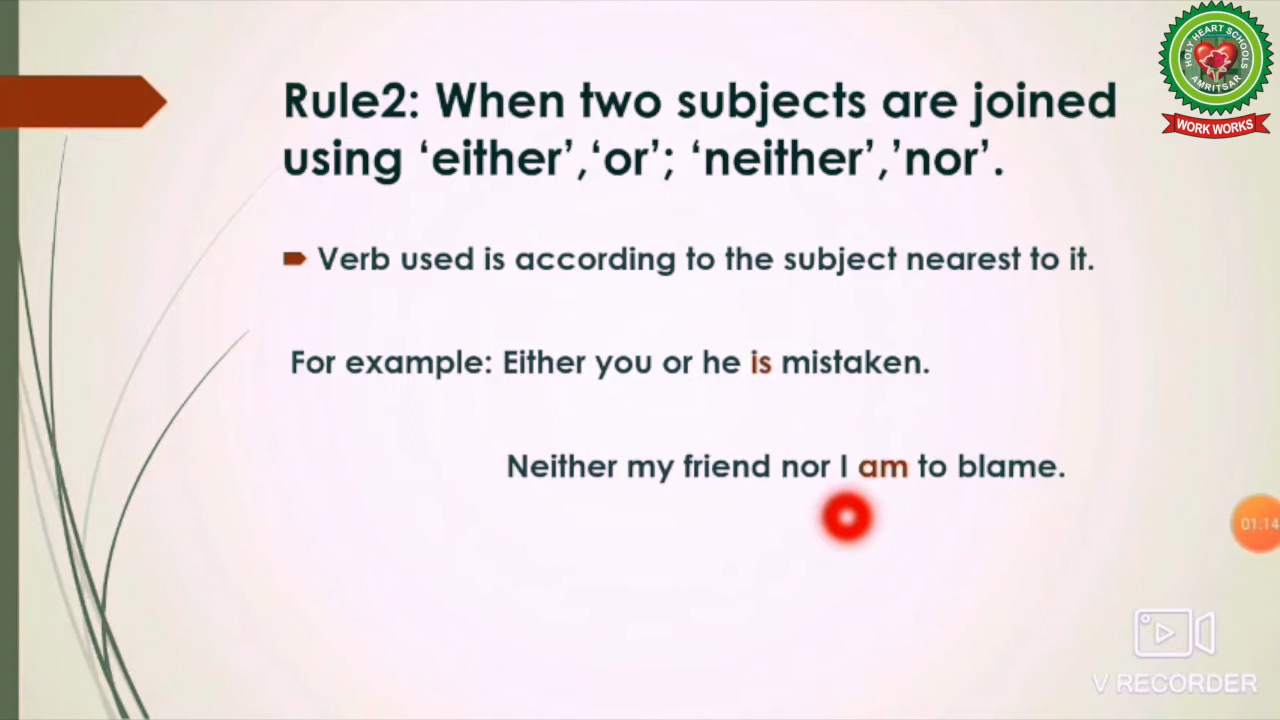 Rule2: When two subjects are joined
using ‘either’,‘or’; ‘neither’,’nor’.
Verb used is according to the subject nearest to it.
For example: Either you or he is mistaken.
Neither my friend nor I am to blame.
HOLY HEART SCHOOLS
AMRITSAR
WORK WORKS
01:14
V RECORDER